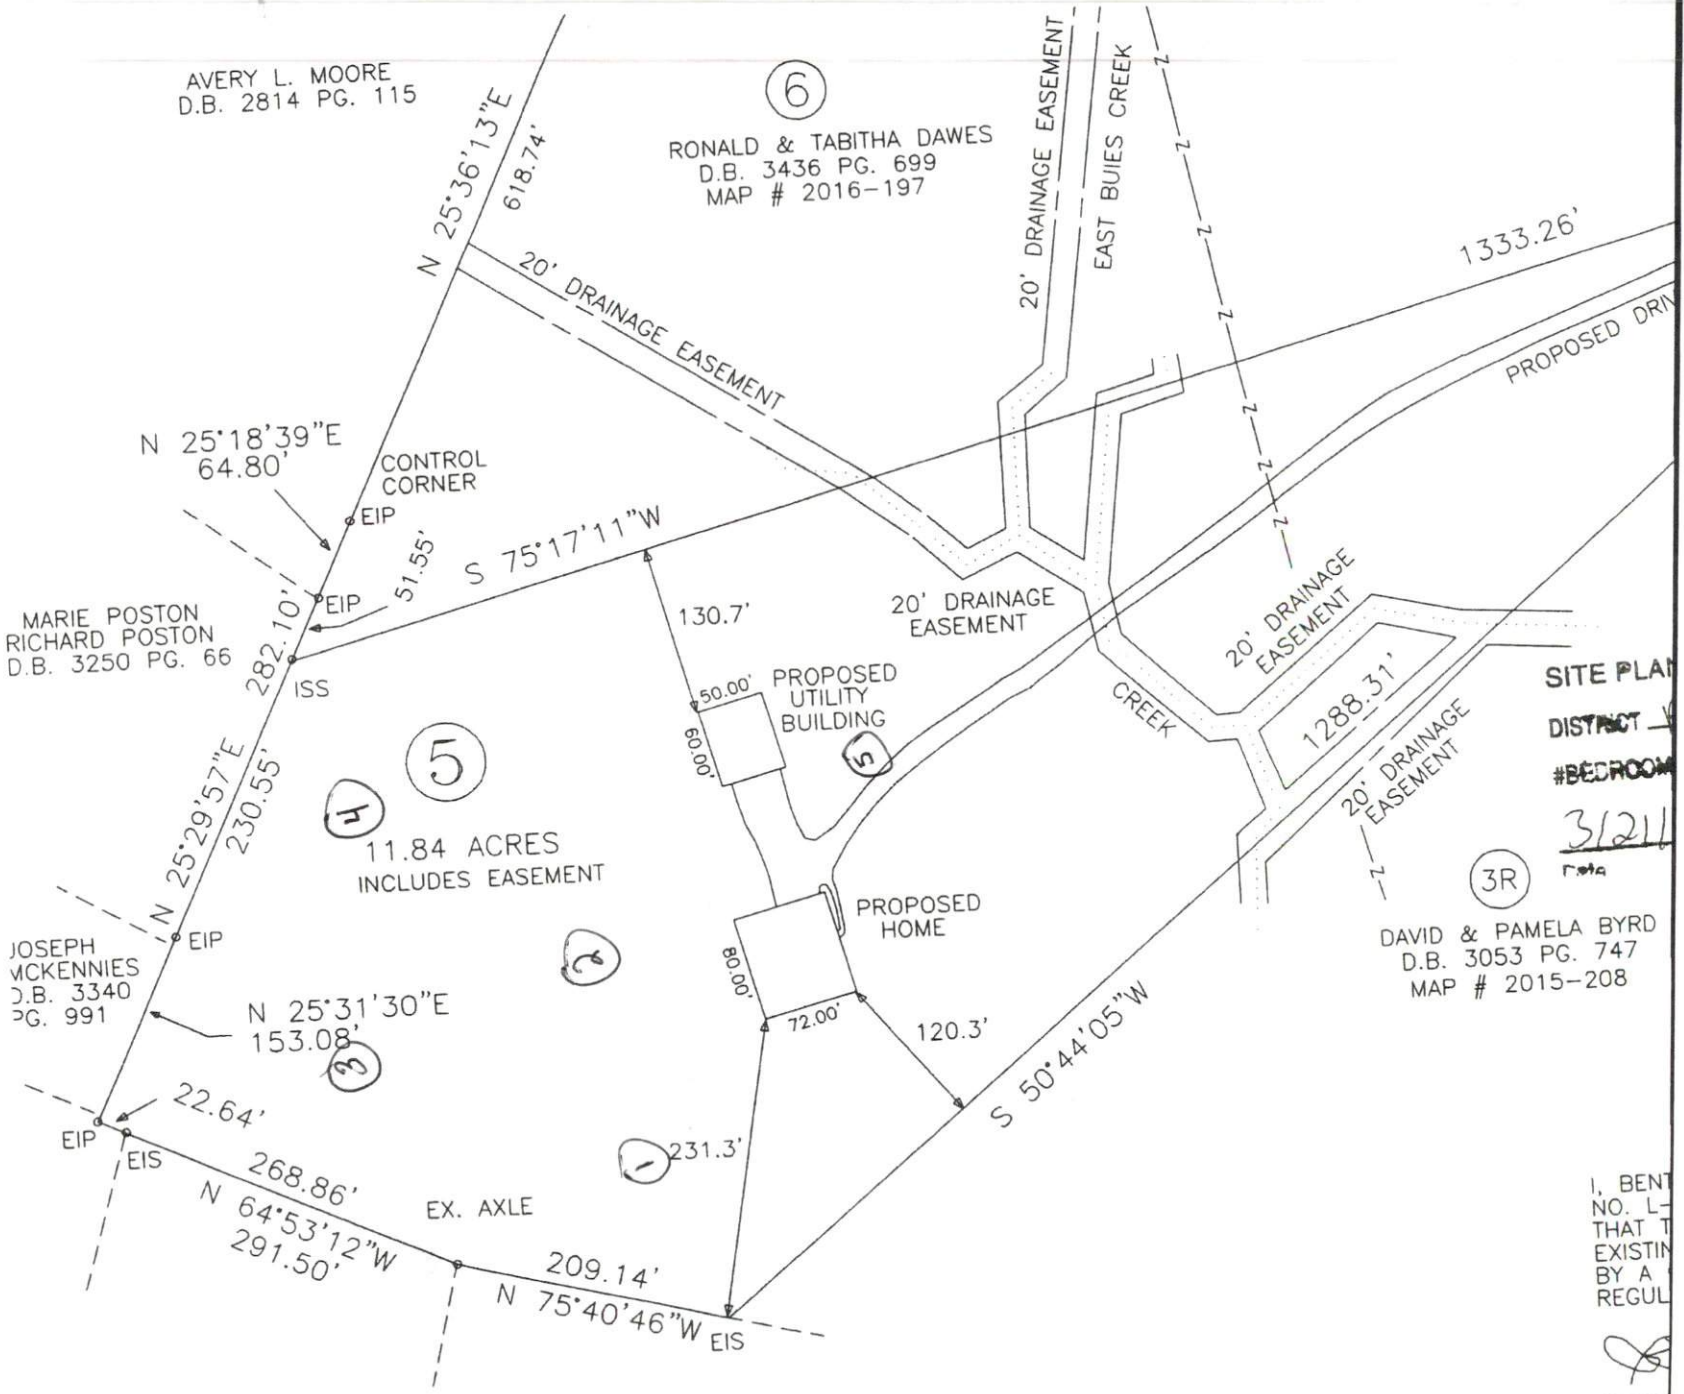 AVERY L. MOORE
D.B. 2814 PG. 115
N 25°36'13"E
618.74'
6
RONALD & TABITHA DAWES
D.B. 3436 PG. 699
MAP # 2016-197
20' DRAINAGE EASEMENT
EAST BUIES CREEK
Z
Z
Z
Z
Z
Z
Z
1333.26'
PROPOSED
20' DRAINAGE EASEMENT
N 25°18'39"E
64.80'
CONTROL
CORNER
EIP
EIP
51.55'
S 75°17'11"W
282.10'
MARIE POSTON
RICHARD POSTON
D.B. 3250 PG. 66
ISS
130.7'
20' DRAINAGE
EASEMENT
20' DRAINAGE
EASEMENT
50.00'
60.00'
PROPOSED
UTILITY
BUILDING
5
CREEK
1288.31'
20' DRAINAGE
EASEMENT
SITE PLAN
DISTRICT
#BEDROOM
N 25°29'57"E
230.55'
5
4
11.84 ACRES
INCLUDES EASEMENT
Z
3R
DAVID & PAMELA BYRD
D.B. 3053 PG. 747
MAP # 2015-208
PROPOSED
HOME
80.00'
72.00'
2
EIP
JOSEPH
MCKENNIES
D.B. 3340
PG. 991
N 25°31'30"E
153.08'
3
120.3'
S 50°44'05"W
22.64'
EIP
EIS
268.86'
N 64°53'12"W
291.50'
EX. AXLE
1
231.3'
209.14'
N 75°40'46"W
EIS
I, BENT
NO. L-
THAT T
EXISTIN
BY A
REGUL